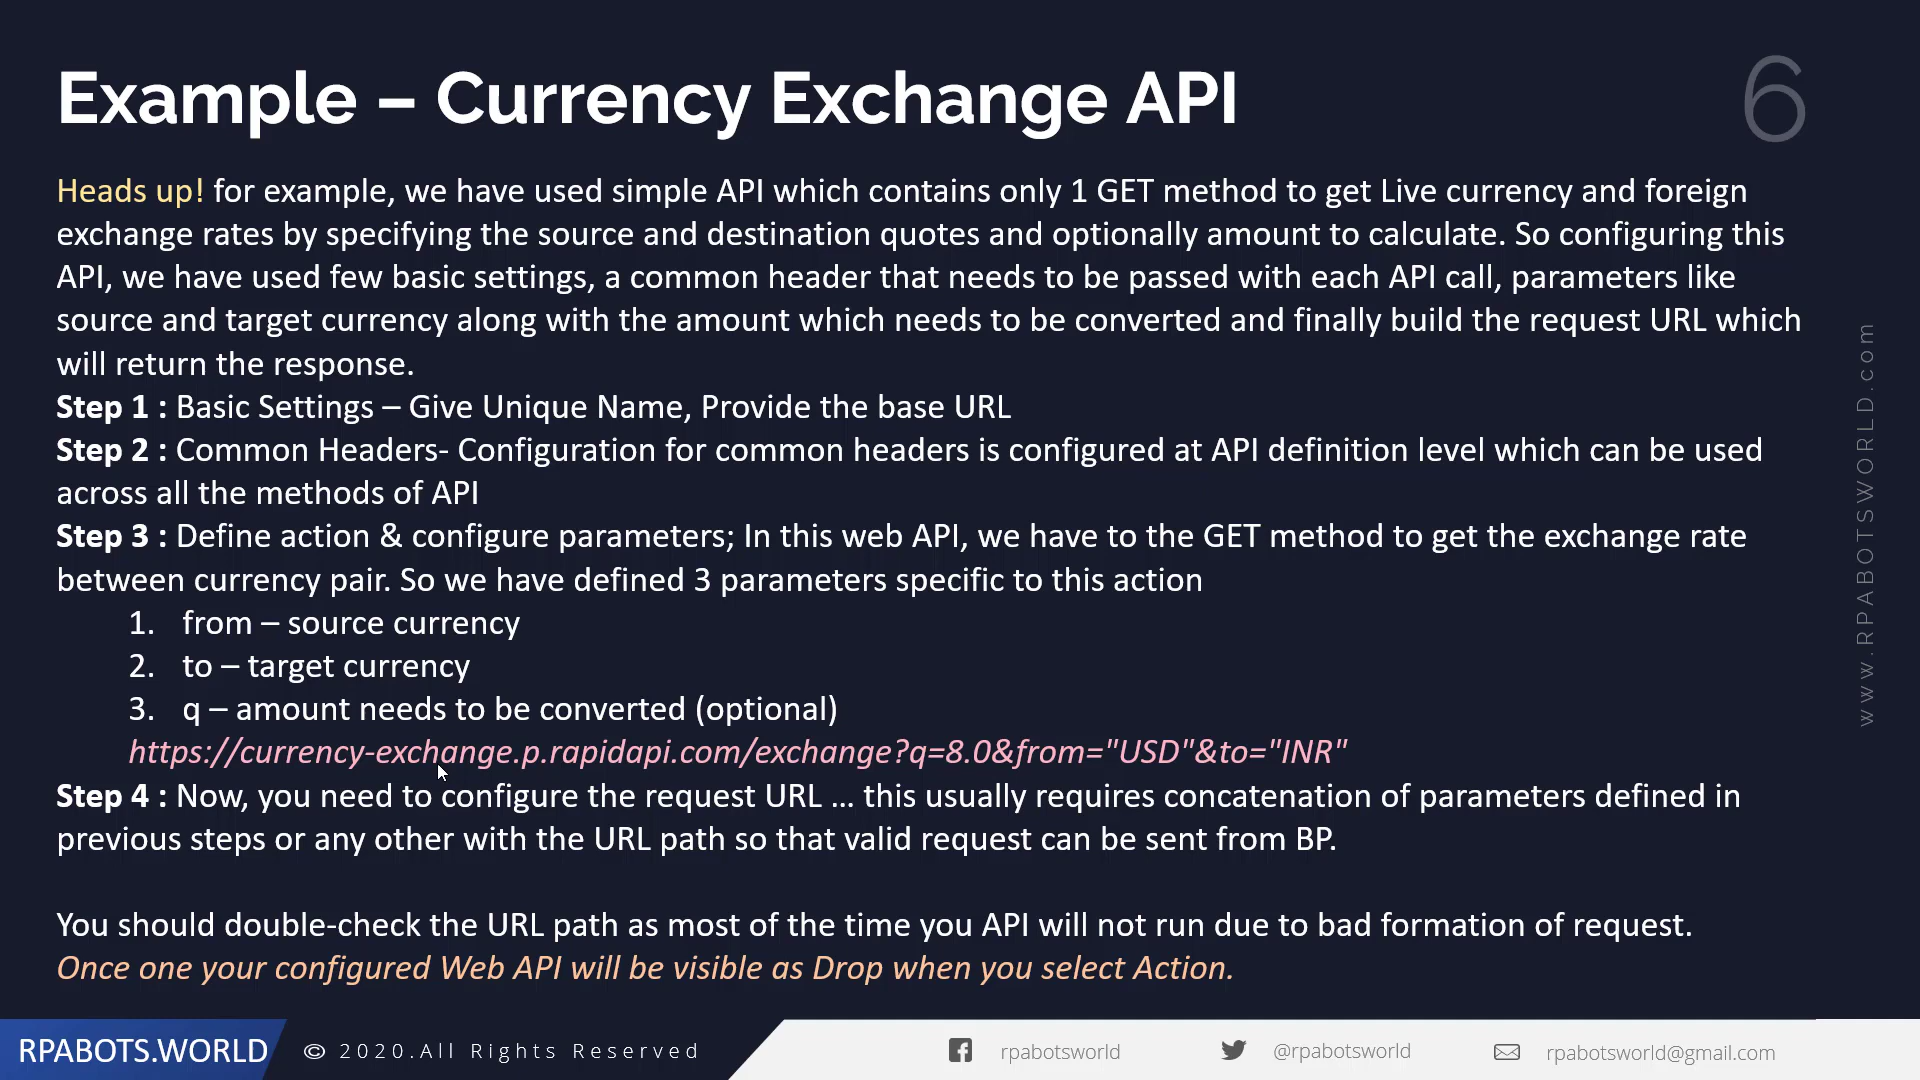 Example – Currency Exchange API
6
Heads up! for example, we have used simple API which contains only 1 GET method to get Live currency and foreign
exchange rates by specifying the source and destination quotes and optionally amount to calculate. So configuring this
API, we have used few basic settings, a common header that needs to be passed with each API call, parameters like
source and target currency along with the amount which needs to be converted and finally build the request URL which
will return the response.
Step 1 : Basic Settings – Give Unique Name, Provide the base URL
Step 2 : Common Headers- Configuration for common headers is configured at API definition level which can be used
across all the methods of API
Step 3 : Define action & configure parameters; In this web API, we have to the GET method to get the exchange rate
between currency pair. So we have defined 3 parameters specific to this action
1. from – source currency
2. to – target currency
3. q – amount needs to be converted (optional)
https://currency-exchange.p.rapidapi.com/exchange?q=8.0&from="USD"&to="INR"
Step 4 : Now, you need to configure the request URL ... this usually requires concatenation of parameters defined in
previous steps or any other with the URL path so that valid request can be sent from BP.
You should double-check the URL path as most of the time you API will not run due to bad formation of request.
Once one your configured Web API will be visible as Drop when you select Action.
www.RPABOTSWORLD.com
RPABOTS.WORLD
© 2020.All Rights Reserved
rpabotsworld
@rpabotsworld
rpabotsworld@gmail.com